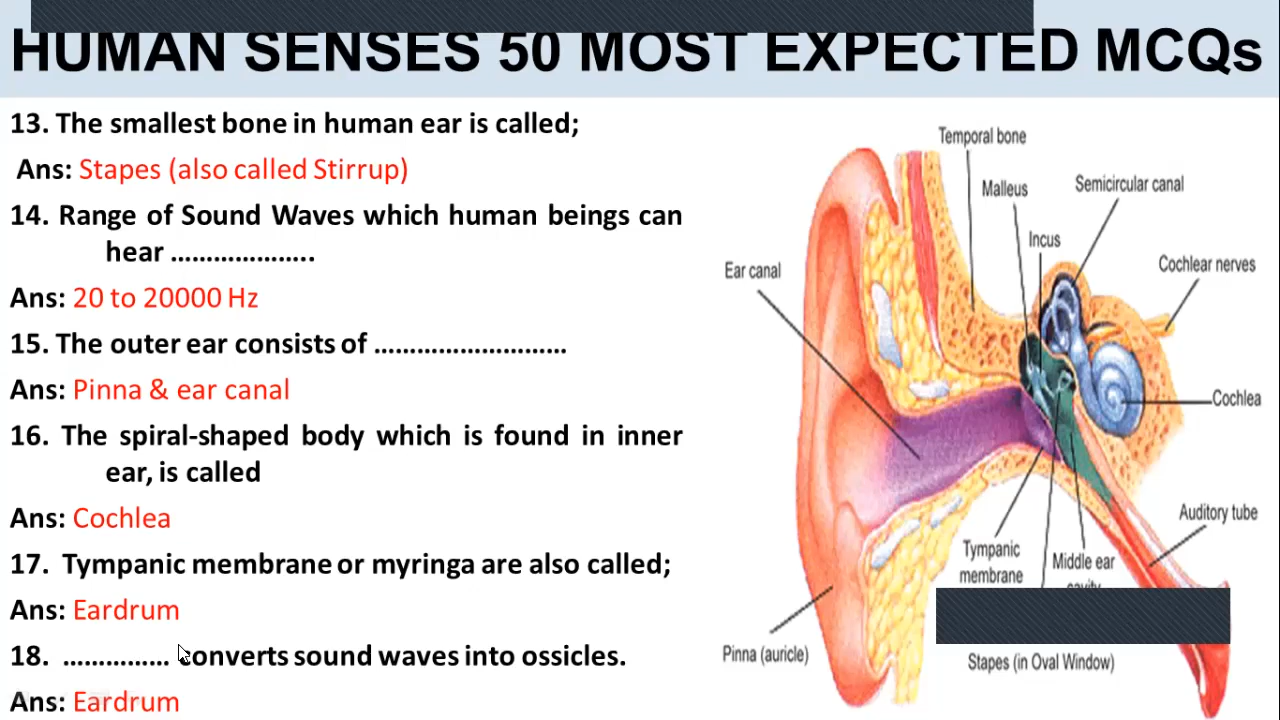 HUMAN SENSES 50 MOST EXPECTED MCQs
13. The smallest bone in human ear is called;
Ans: Stapes (also called Stirrup)
14. Range of Sound Waves which human beings can
hear ………………..
Ans: 20 to 20000 Hz
15. The outer ear consists of ………………………
Ans: Pinna & ear canal
16. The spiral-shaped body which is found in inner
ear, is called
Ans: Cochlea
17. Tympanic membrane or myringa are also called;
Ans: Eardrum
18. …………… converts sound waves into ossicles.
Ans: Eardrum
Temporal bone
Malleus
Semicircular canal
Incus
Ear canal
Cochlear nerves
Cochlea
Auditory tube
Tympanic
membrane
Middle ear
cavity
Pinna (auricle)
Stapes (in Oval Window)